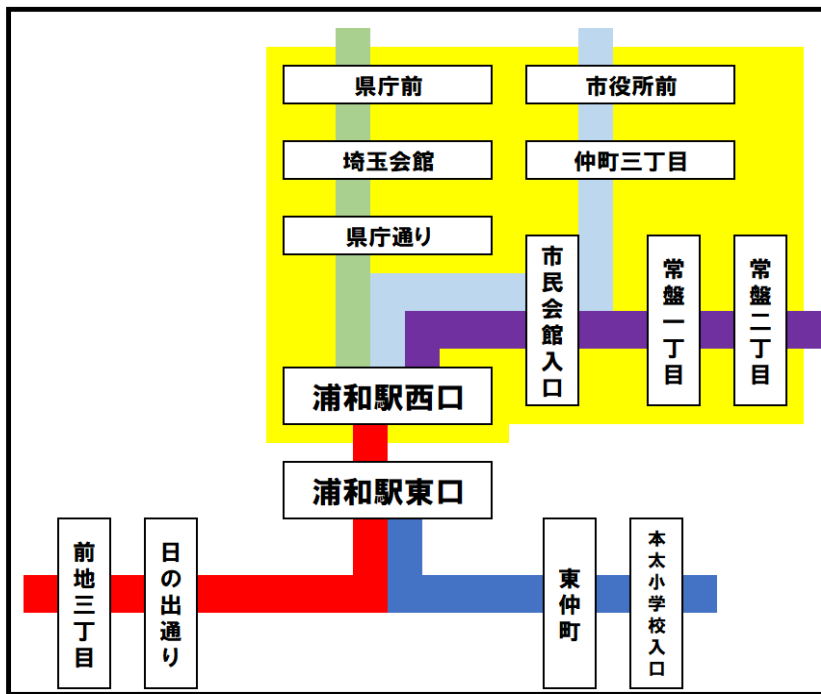 県庁前
市役所前
埼玉会館
仲町三丁目
県庁通り
市民会館入口
常盤一丁目
常盤二丁目
浦和駅西口
浦和駅東口
前地三丁目
日の出通り
東仲町
本太小学校入口